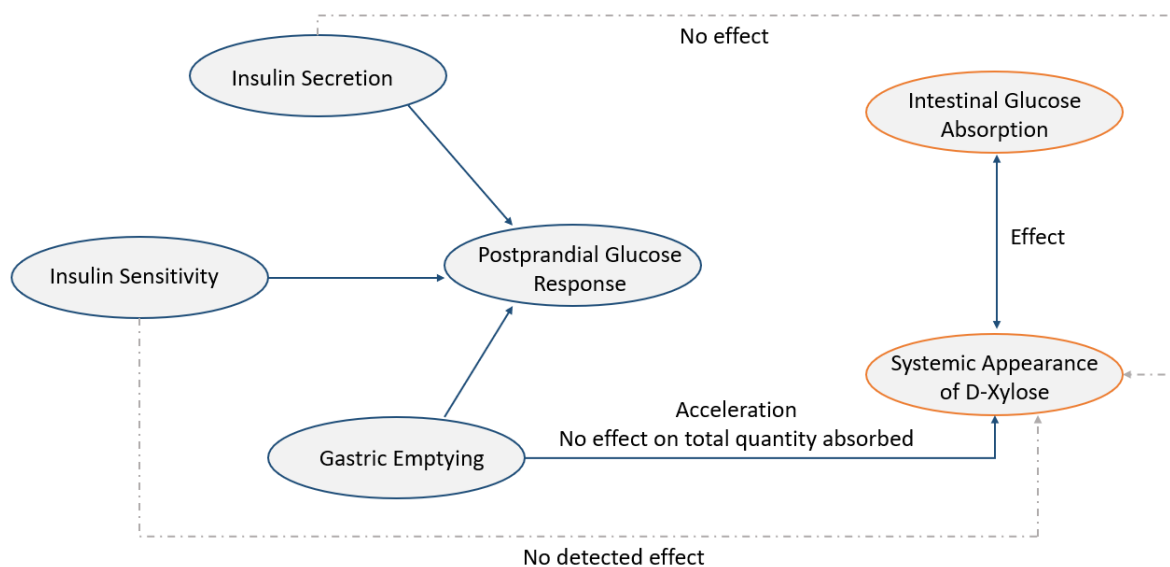 No effect
Insulin Secretion
Intestinal Glucose
Absorption
Effect
Postprandial Glucose
Response
Insulin Sensitivity
Systemic Appearance
of D-Xylose
Acceleration
No effect on total quantity absorbed
Gastric Emptying
No detected effect